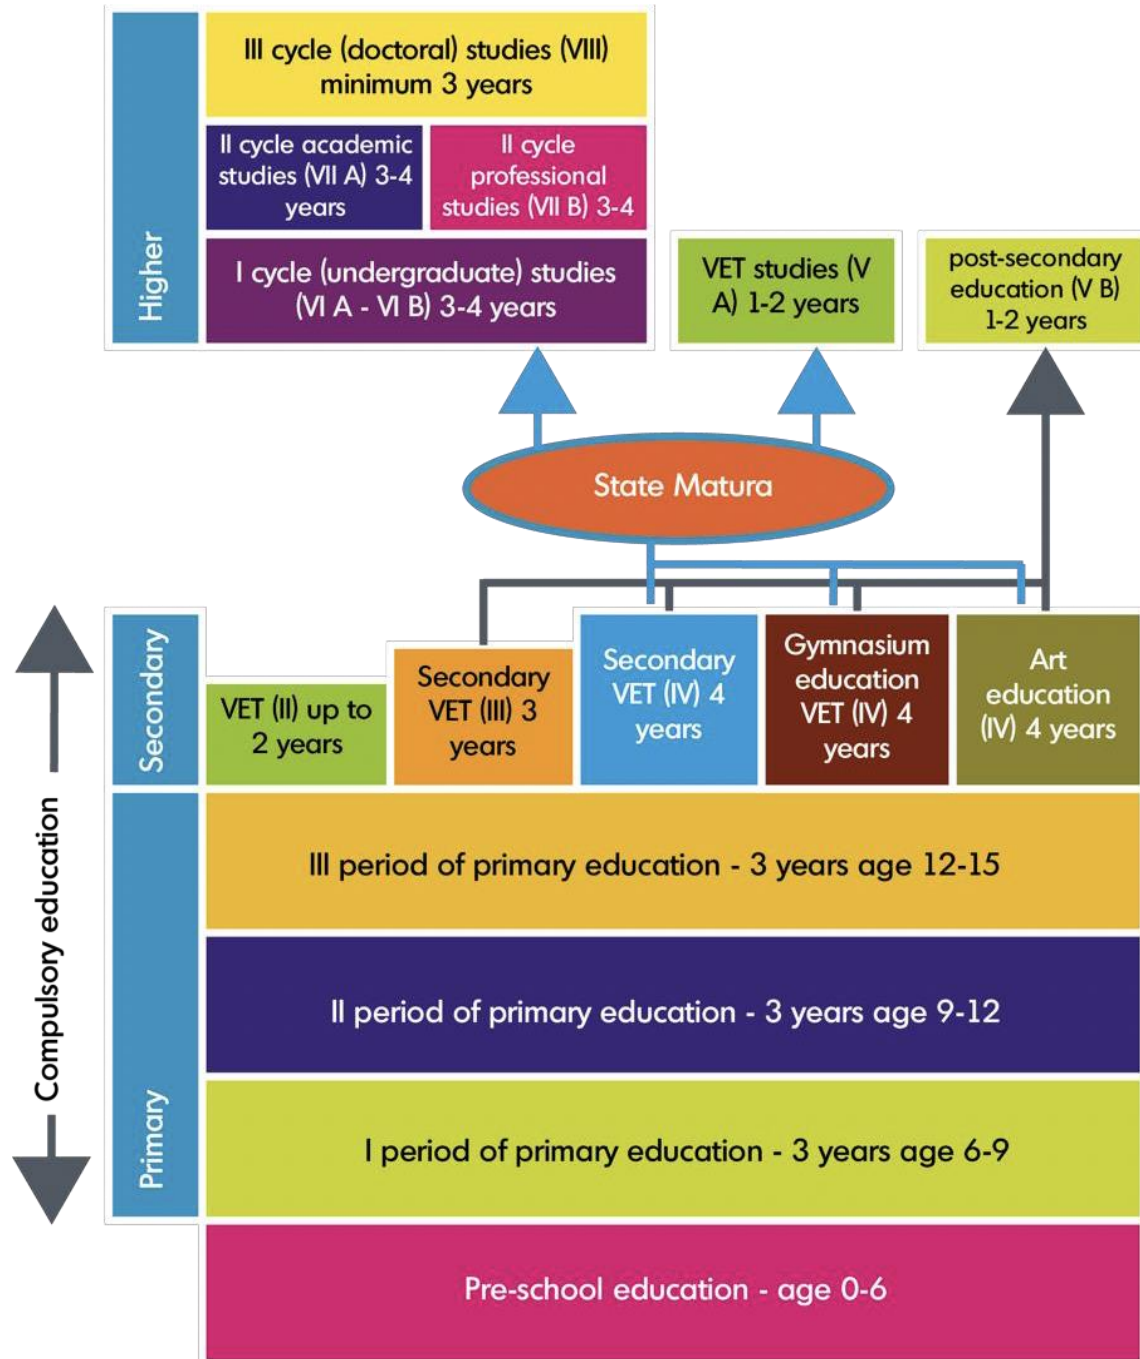 III cycle (doctoral) studies (VIII)
minimum 3 years
II cycle academic
studies (VII A) 3-4
years
II cycle
professional
studies (VII B) 3-4
Higher
I cycle (undergraduate) studies
(VI A - VI B) 3-4 years
VET studies (V
A) 1-2 years
post-secondary
education (V B)
1-2 years
State Matura
Secondary
VET (II) up to
2 years
Secondary
VET (III) 3
years
Secondary
VET (IV) 4
years
Gymnasium
education
VET (IV) 4
years
Art
education
(IV) 4 years
Compulsory education
Primary
III period of primary education - 3 years age 12-15
II period of primary education - 3 years age 9-12
I period of primary education - 3 years age 6-9
Pre-school education - age 0-6